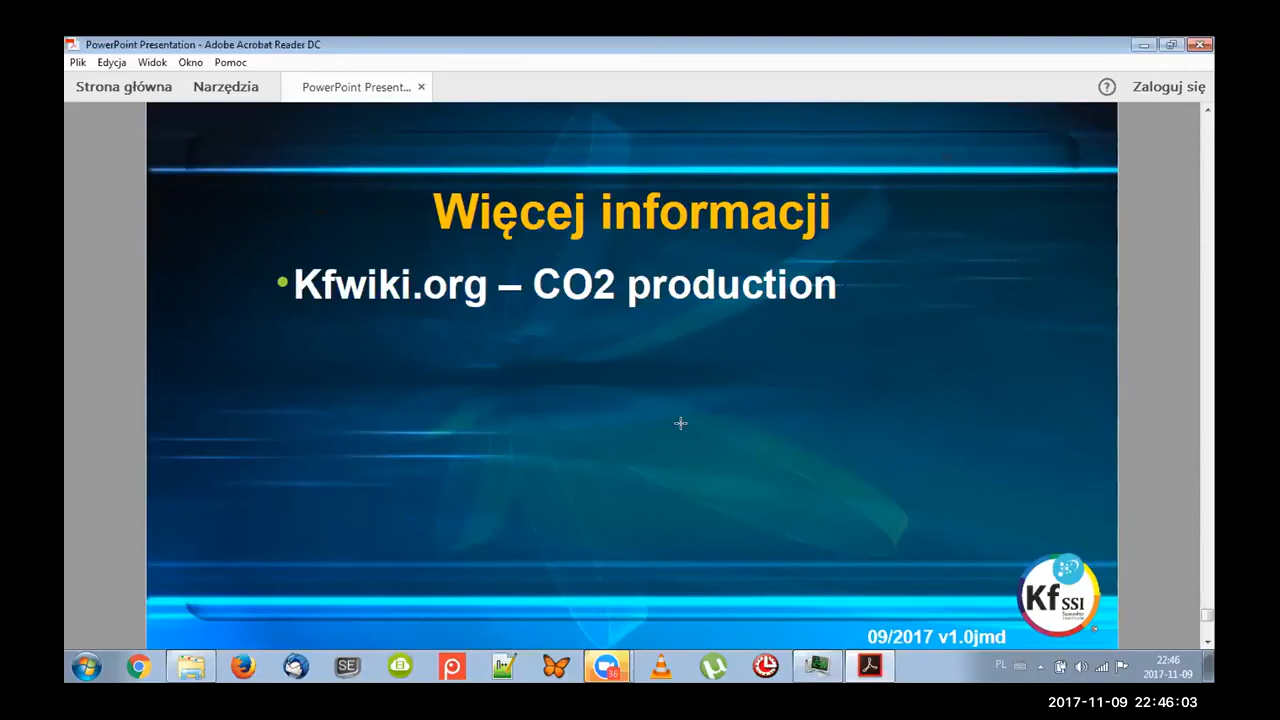 PowerPoint Presentation - Adobe Acrobat Reader DC
Plik Edycja Widok Okno Pomoc
Strona główna Narzędzia PowerPoint Present... × ? Zaloguj się
Więcej informacji
•Kfwiki.org – CO2 production
Kf SSI
09/2017 v1.0jmd
PL 22:46
2017-11-09
2017-11-09 22:46:03